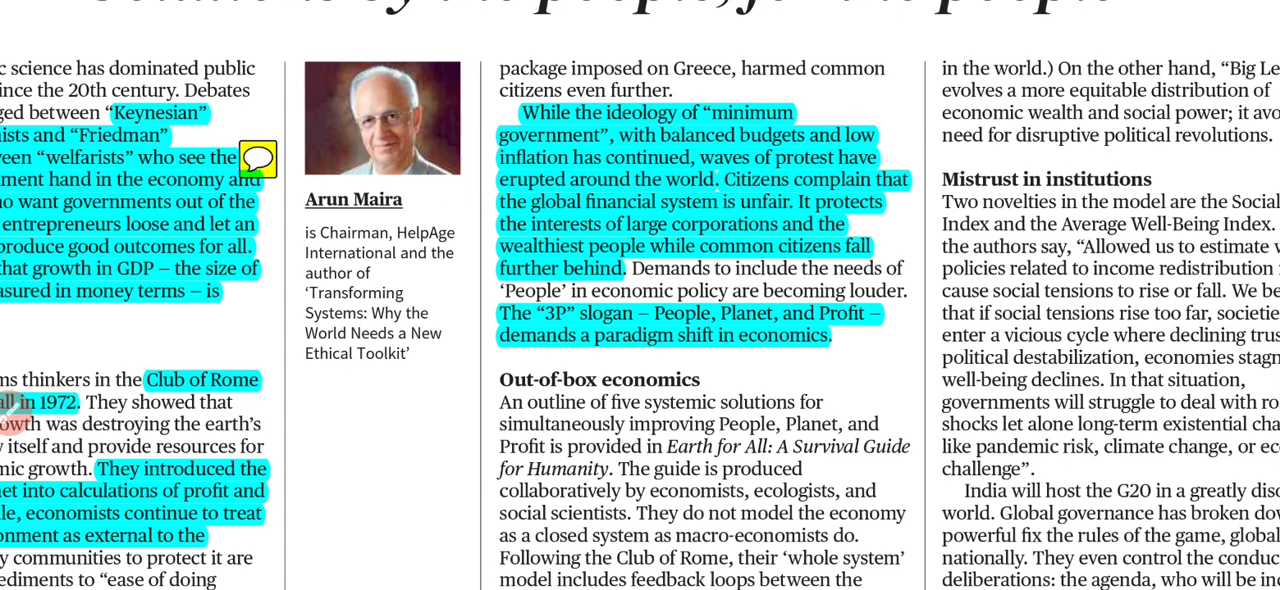 c science has dominated public
ince the 20th century. Debates
ged between “Keynesian”
ists and “Friedman”
een “welfarists” who see the
nment hand in the economy and
o want governments out of the
entrepreneurs loose and let an
produce good outcomes for all.
that growth in GDP – the size of
asured in money terms – is
ms thinkers in the Club of Rome
all in 1972. They showed that
owth was destroying the earth’s
y itself and provide resources for
mic growth. They introduced the
net into calculations of profit and
le, economists continue to treat
onment as external to the
y communities to protect it are
ediments to “ease of doing
Arun Maira
is Chairman, HelpAge
International and the
author of
‘Transforming
Systems: Why the
World Needs a New
Ethical Toolkit’
package imposed on Greece, harmed common
citizens even further.
While the ideology of “minimum
government”, with balanced budgets and low
inflation has continued, waves of protest have
erupted around the world. Citizens complain that
the global financial system is unfair. It protects
the interests of large corporations and the
wealthiest people while common citizens fall
further behind. Demands to include the needs of
‘People’ in economic policy are becoming louder.
The “3P” slogan – People, Planet, and Profit –
demands a paradigm shift in economics.
Out-of-box economics
An outline of five systemic solutions for
simultaneously improving People, Planet, and
Profit is provided in Earth for All: A Survival Guide
for Humanity. The guide is produced
collaboratively by economists, ecologists, and
social scientists. They do not model the economy
as a closed system as macro-economists do.
Following the Club of Rome, their ‘whole system’
model includes feedback loops between the
in the world.) On the other hand, “Big Le
evolves a more equitable distribution of
economic wealth and social power; it avo
need for disruptive political revolutions.
Mistrust in institutions
Two novelties in the model are the Social
Index and the Average Well-Being Index.
the authors say, “Allowed us to estimate w
policies related to income redistribution
cause social tensions to rise or fall. We be
that if social tensions rise too far, societie
enter a vicious cycle where declining trus
political destabilization, economies stagn
well-being declines. In that situation,
governments will struggle to deal with ro
shocks let alone long-term existential cha
like pandemic risk, climate change, or ec
challenge”.
India will host the G20 in a greatly diso
world. Global governance has broken dow
powerful fix the rules of the game, global
nationally. They even control the conduc
deliberations: the agenda, who will be in